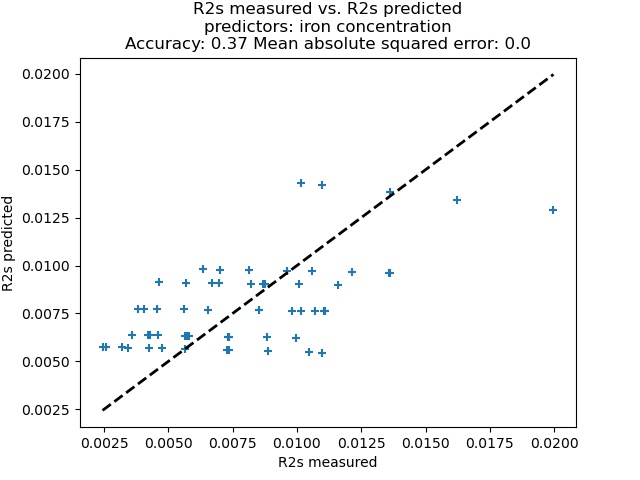 R2s measured vs. R2s predicted
predictors: iron concentration
Accuracy: 0.37 Mean absolute squared error: 0.0
0.0200
0.0175
0.0150
0.0125
0.0100
0.0075
0.0050
0.0025
R2s predicted
0.0025 0.0050 0.0075 0.0100 0.0125 0.0150 0.0175 0.0200
R2s measured